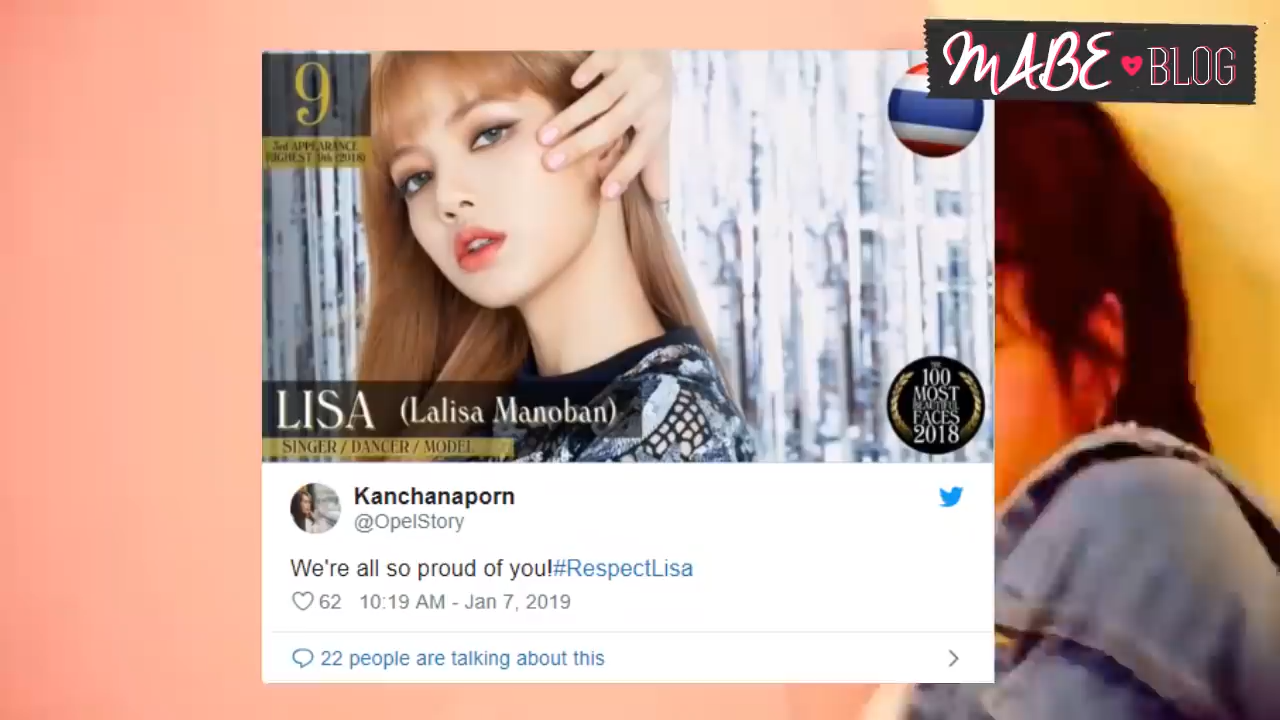 MABE BLOG
9
3rd APPEARANCE
HIGHEST 9th (2018)
LISA (Lalisa Manoban)
SINGER / DANCER / MODEL
THE
100
MOST
BEAUTIFUL
FACES
2018
Kanchanaporn
@OpelStory
We're all so proud of you!#RespectLisa
62 10:19 AM - Jan 7, 2019
22 people are talking about this